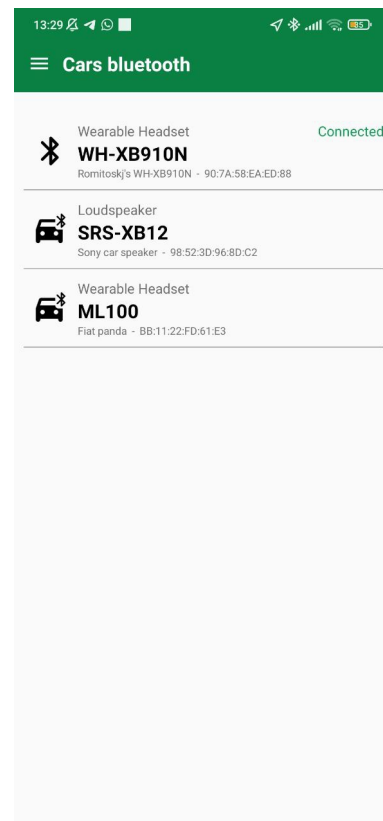 13:29
85
Cars bluetooth
Wearable Headset
Connected
WH-XB910N
Romitoskj's WH-XB910N - 90:7A:58:EA:ED:88
Loudspeaker
SRS-XB12
Sony car speaker - 98:52:3D:96:8D:C2
Wearable Headset
ML100
Fiat panda - BB:11:22:FD:61:E3